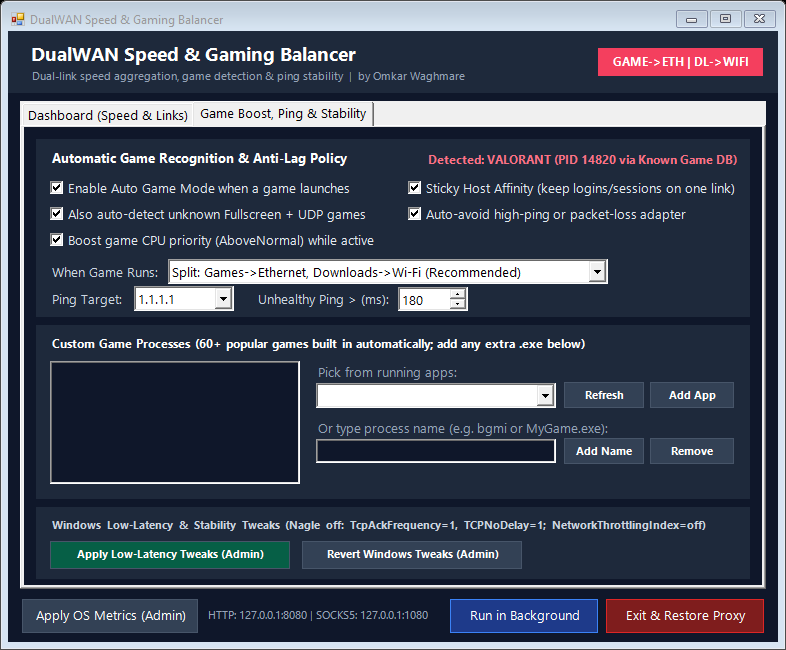 DualWAN Speed & Gaming Balancer
DualWAN Speed & Gaming Balancer
Dual-link speed aggregation, game detection & ping stability | by Omkar Waghmare
GAME->ETH | DL->WIFI
Dashboard (Speed & Links)
Game Boost, Ping & Stability
Automatic Game Recognition & Anti-Lag Policy
Detected: VALORANT (PID 14820 via Known Game DB)
Enable Auto Game Mode when a game launches
Sticky Host Affinity (keep logins/sessions on one link)
Also auto-detect unknown Fullscreen + UDP games
Auto-avoid high-ping or packet-loss adapter
Boost game CPU priority (AboveNormal) while active
When Game Runs: Split: Games->Ethernet, Downloads->Wi-Fi (Recommended)
Ping Target: 1.1.1.1 Unhealthy Ping > (ms): 180
Custom Game Processes (60+ popular games built in automatically; add any extra .exe below)
Pick from running apps:
Refresh
Add App
Or type process name (e.g. bgmi or MyGame.exe):
Add Name
Remove
Windows Low-Latency & Stability Tweaks (Nagle off: TcpAckFrequency=1, TCPNoDelay=1; NetworkThrottlingIndex=off)
Apply Low-Latency Tweaks (Admin)
Revert Windows Tweaks (Admin)
Apply OS Metrics (Admin)
HTTP: 127.0.0.1:8080 | SOCKS5: 127.0.0.1:1080
Run in Background
Exit & Restore Proxy